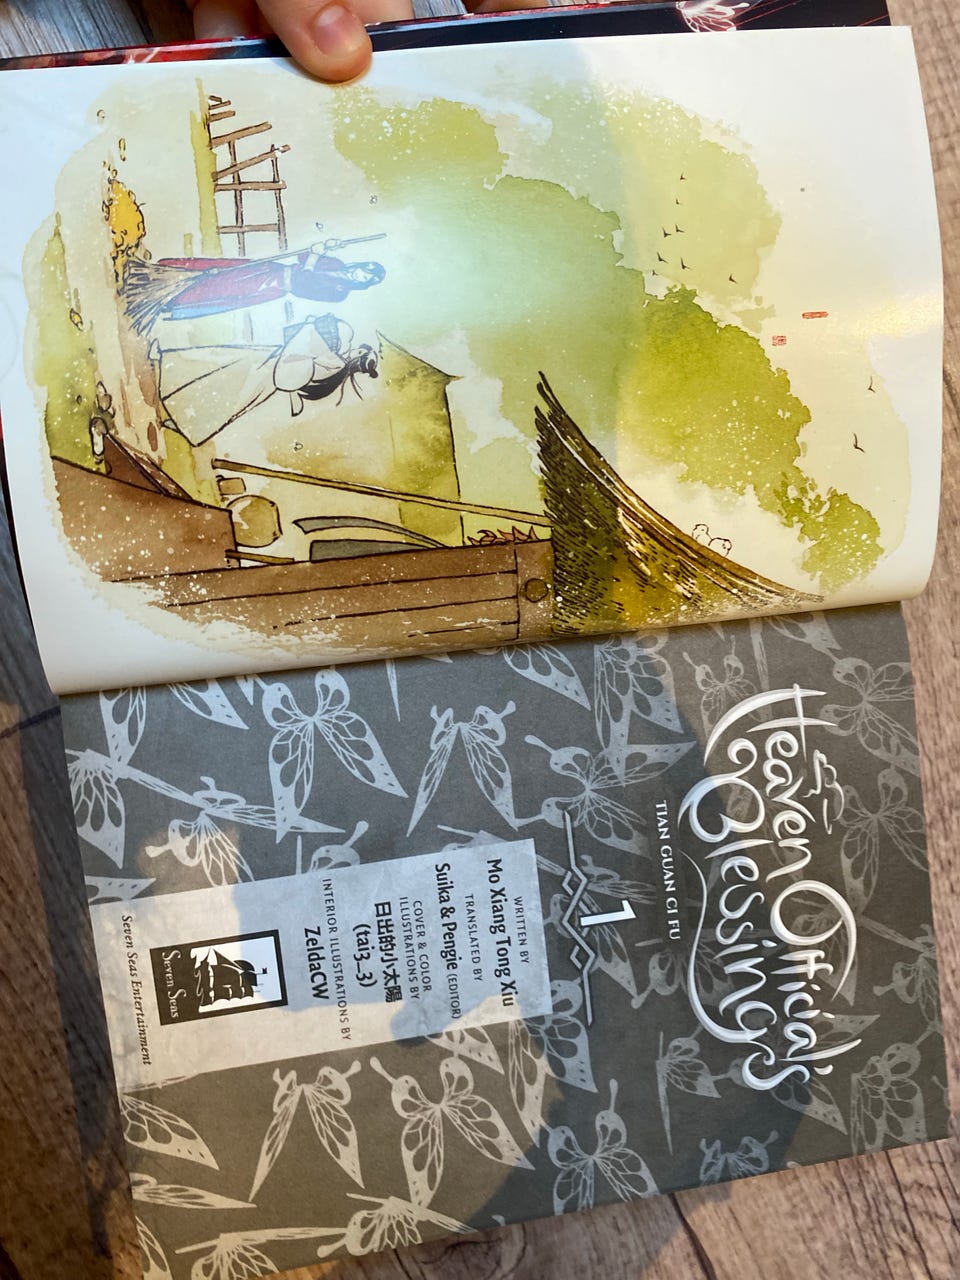 Heaven Official's
Blessing
TIAN GUAN CI FU
1
WRITTEN BY
Mo Xiang Tong Xiu
TRANSLATED BY
Suika & Pengie (EDITOR)
COVER & COLOR
ILLUSTRATIONS BY
日出的小太陽
(tai3_3)
INTERIOR ILLUSTRATIONS BY
ZeldaCW
Seven Seas
Seven Seas Entertainment